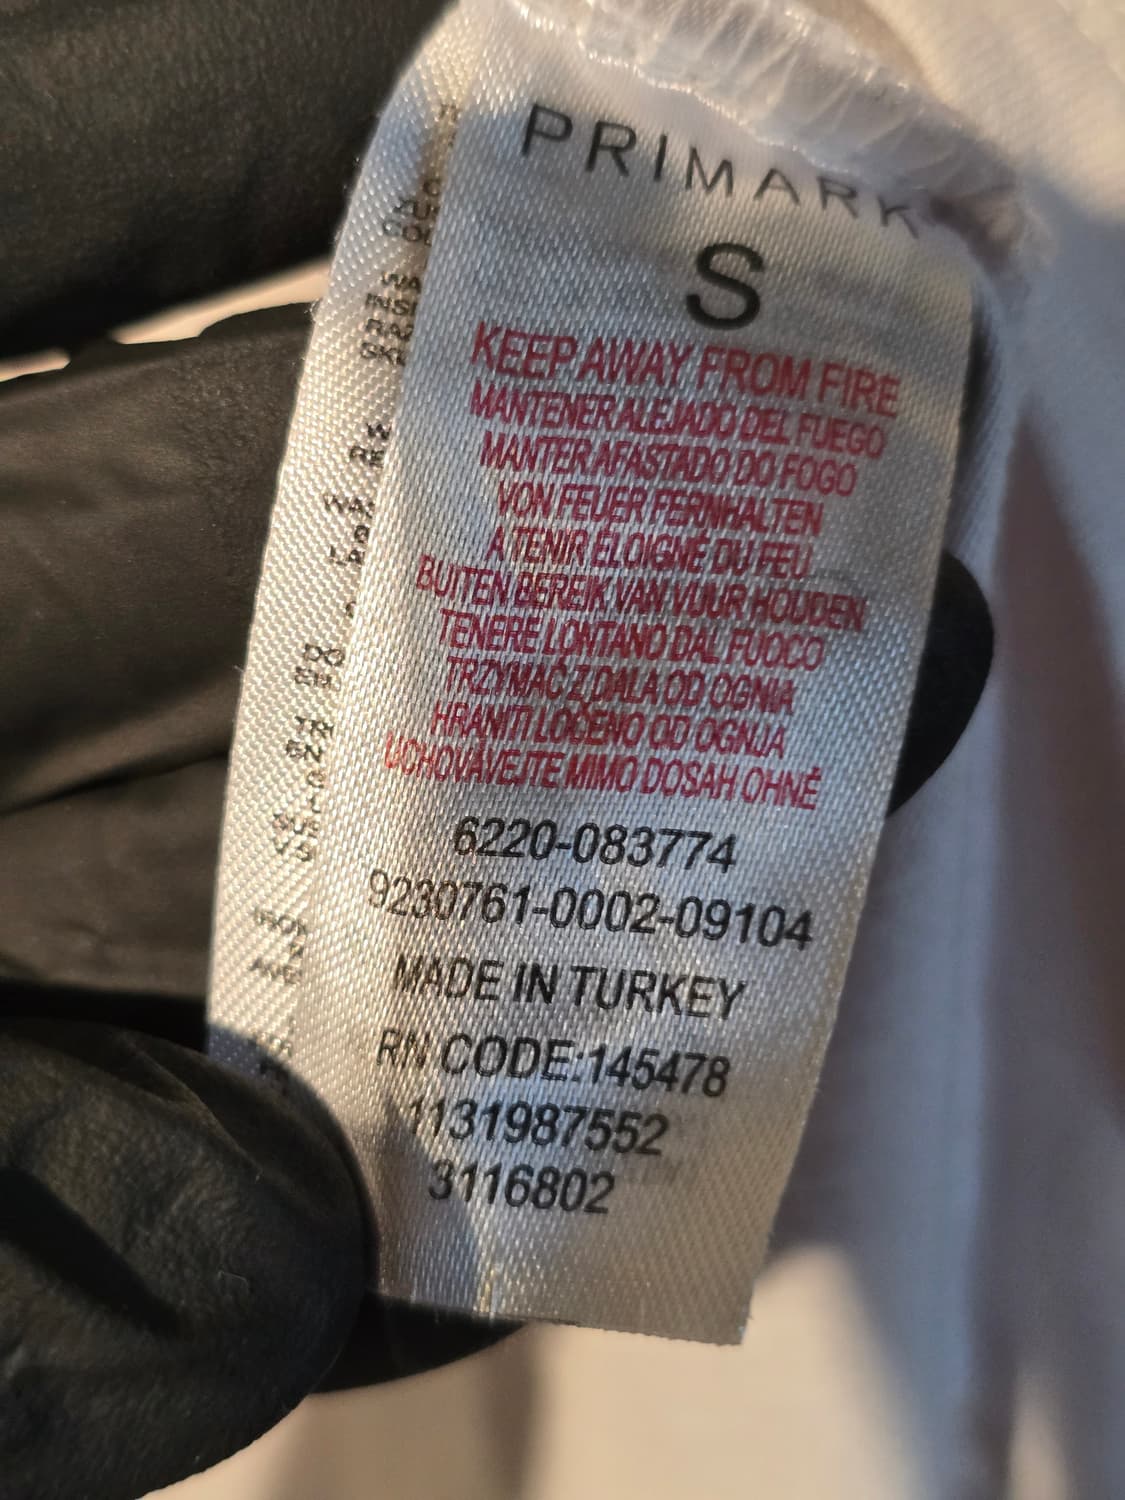 PRIMARK
S
KEEP AWAY FROM FIRE
MANTENER ALEJADO DEL FUEGO
MANTER AFASTADO DO FOGO
VON FEUER FERNHALTEN
A TENIR ELOIGNÉ DU FEU
BUITEN BEREIK VAN VUUR HOUDEN
TENERE LONTANO DAL FUOCO
TRZYMAĆ Z DALA OD OGNIA
HRANITI LOČENO OD OGNJA
UCHOVÁVEJTE MIMO DOSAH OHNĚ
6220-083774
9230761-0002-09104
MADE IN TURKEY
RN CODE:145478
1131987552
3116802